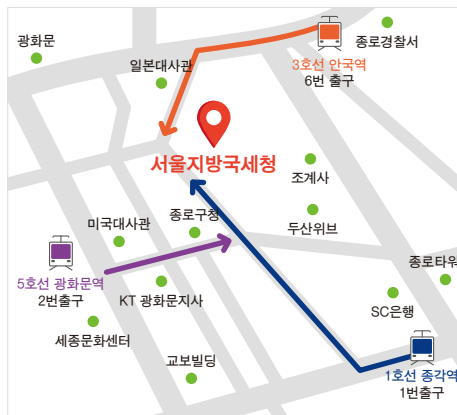 광화문
종로경찰서
일본대사관
3호선 안국역
6번 출구
서울지방국세청
조계사
미국대사관
종로구청
두산위브
종로타워
5호선 광화문역
2번출구
KT 광화문지사
SC은행
세종문화센터
교보빌딩
1호선 종각역
1번출구